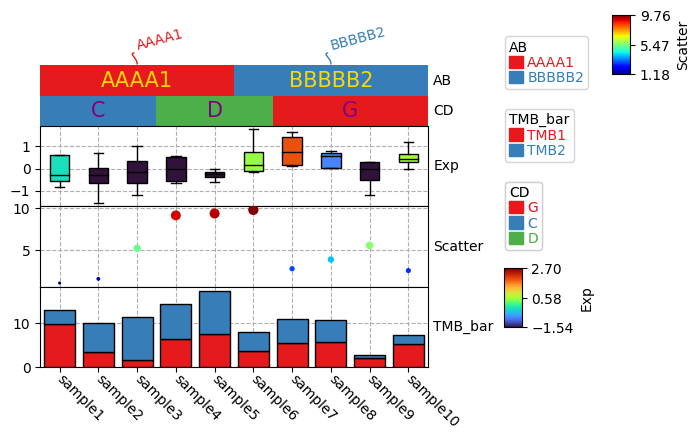 AAAA1
BBBBB2
AAAA1
BBBBB2
AB
C
D
G
CD
1
0
−1
Exp
10
5
Scatter
10
0
TMB_bar
sample1
sample2
sample3
sample4
sample5
sample6
sample7
sample8
sample9
sample10
AB
AAAA1
BBBBB2
TMB_bar
TMB1
TMB2
CD
G
C
D
2.70
0.58
−1.54
Exp
9.76
5.47
1.18
Scatter